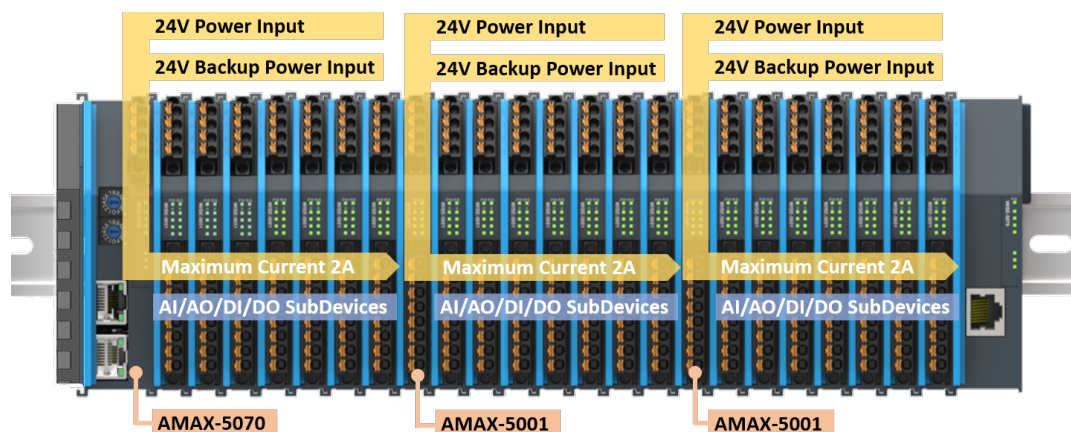 24V Power Input
24V Backup Power Input
24V Power Input
24V Backup Power Input
24V Power Input
24V Backup Power Input
Maximum Current 2A
AI/AO/DI/DO SubDevices
Maximum Current 2A
AI/AO/DI/DO SubDevices
Maximum Current 2A
AI/AO/DI/DO SubDevices
AMAX-5070
AMAX-5001
AMAX-5001